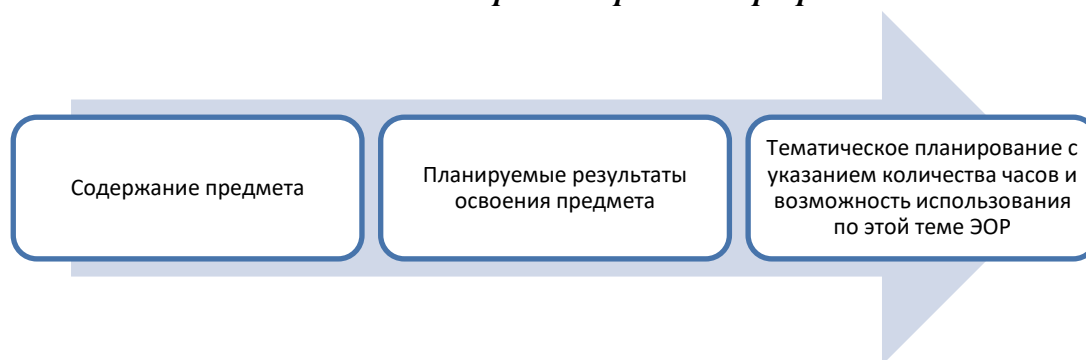 Содержание предмета
Планируемые результаты
освоения предмета
Тематическое планирование с
указанием количества часов и
возможность использования
по этой теме ЭОР